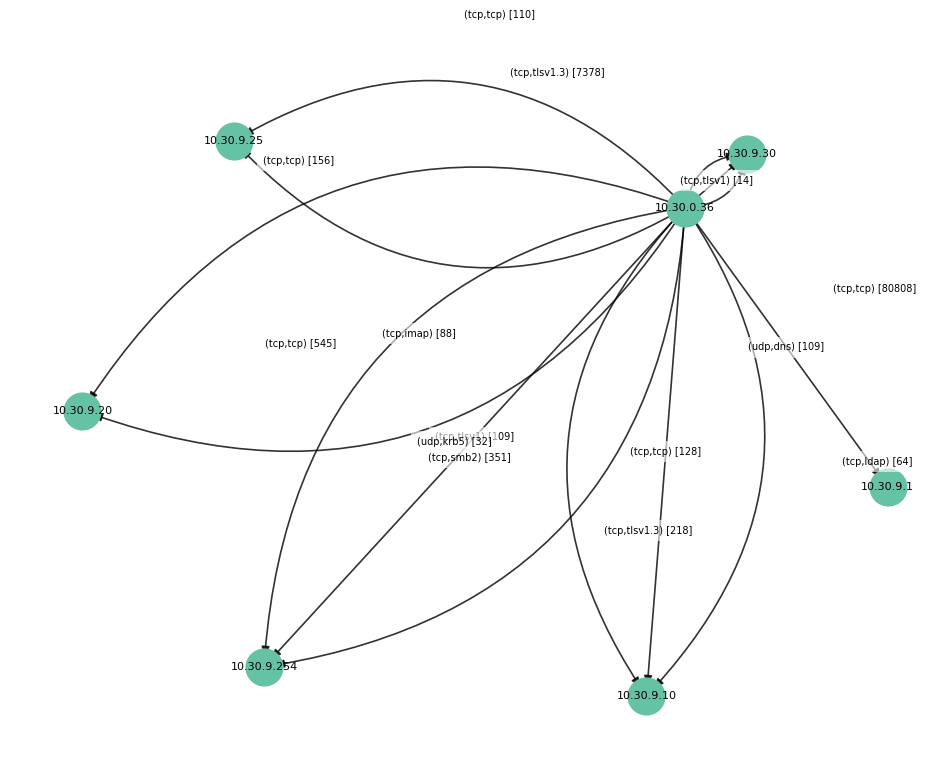 (tcp,tcp) [110]
(tcp,tlsv1.3) [7378]
10.30.9.25
10.30.9.30
(tcp,tcp) [156]
(tcp,tlsv1) [14]
10.30.0.36
(tcp,tcp) [80808]
(tcp,imap) [88]
(tcp,tcp) [545]
(udp,dns) [109]
10.30.9.20
(tcp,tlsv1) [109]
(udp,krb5) [32]
(tcp,tcp) [128]
(tcp,smb2) [351]
(tcp,ldap) [64]
10.30.9.1
(tcp,tlsv1.3) [218]
10.30.9.254
10.30.9.10